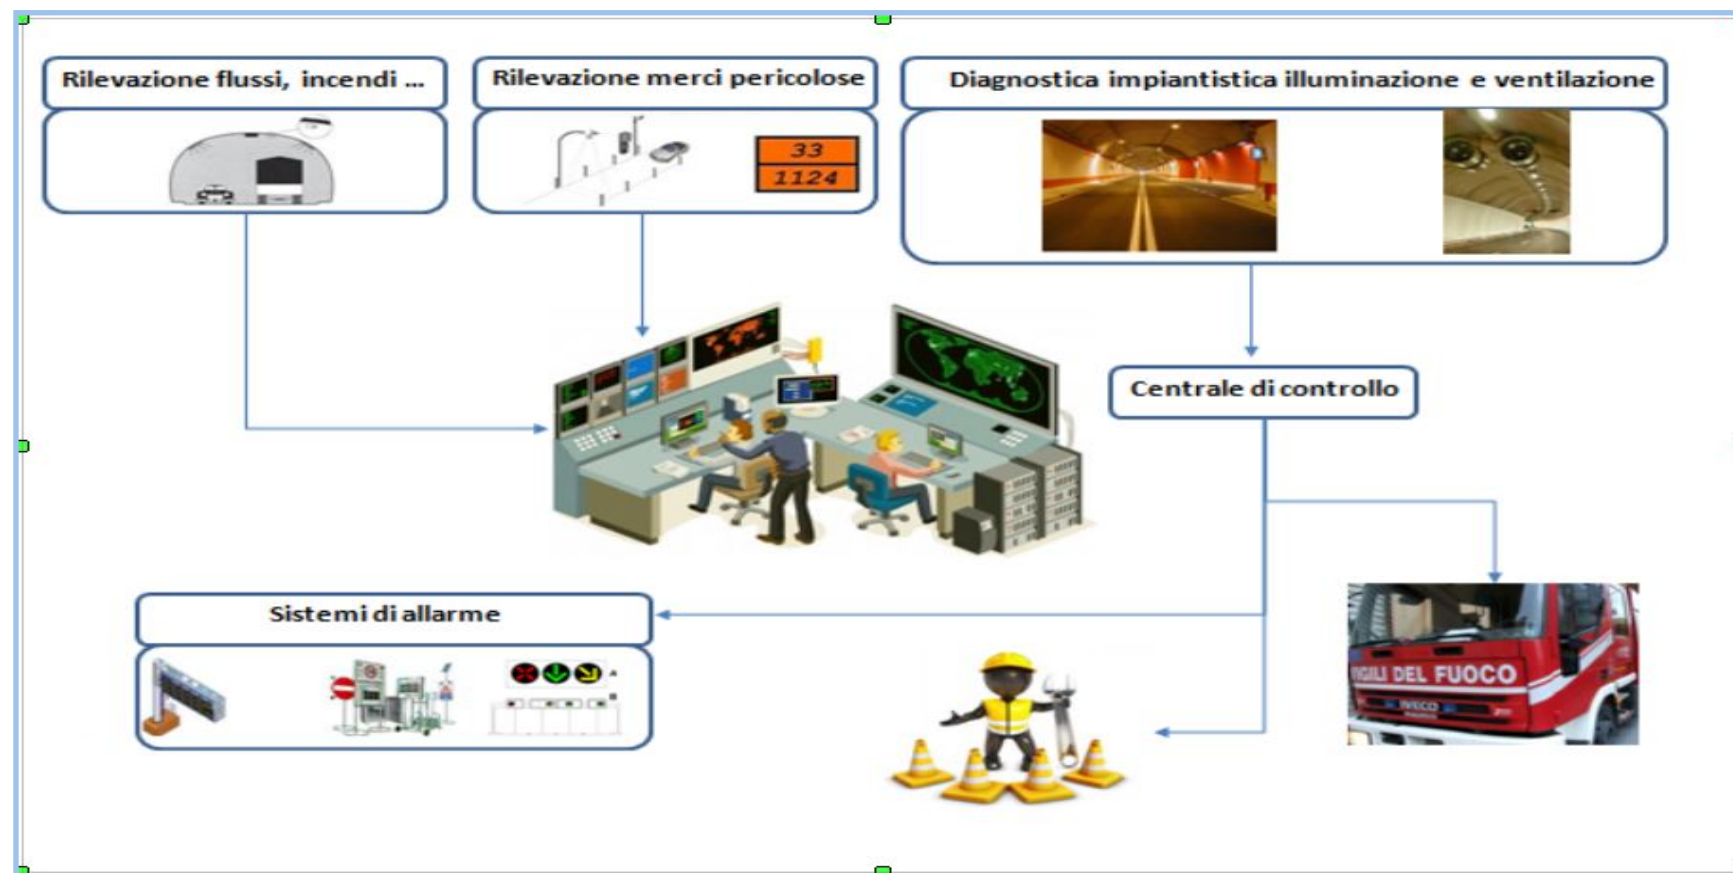 Rilevazione flussi, incendi ...
Rilevazione merci pericolose
Diagnostica impiantistica illuminazione e ventilazione
33
1124
Centrale di controllo
Sistemi di allarme
A
B
VIGILI DEL FUOCO
IVECO